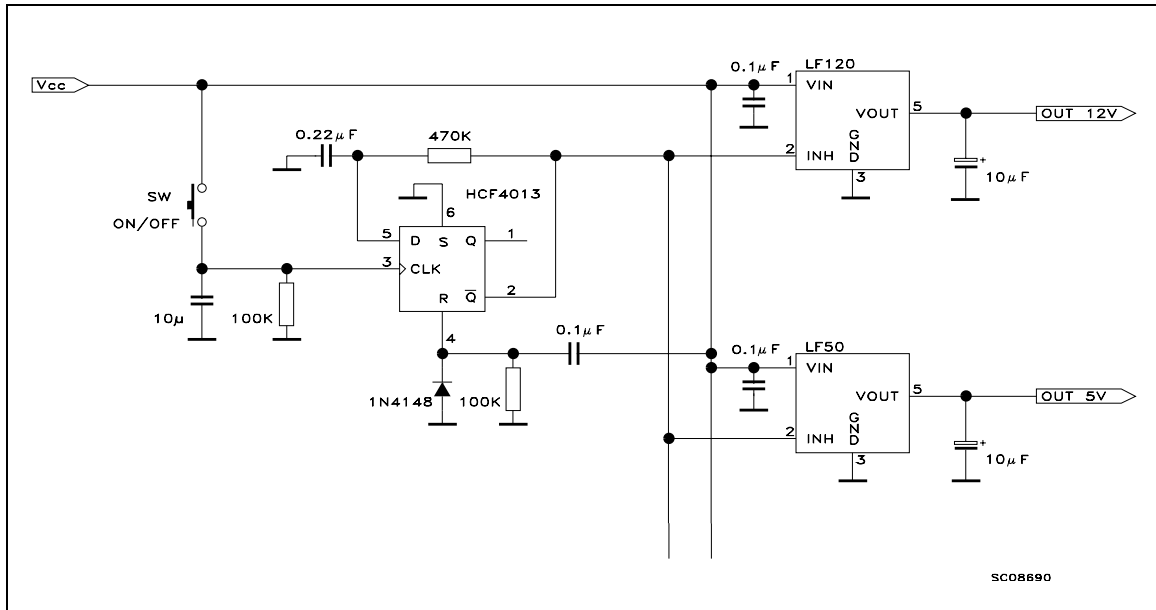 Vcc
SW
ON/OFF
10μ
100K
0.22μF
470K
HCF4013
6
5 D S Q 1
3 CLK
R Q̅ 2
4
1N4148
100K
0.1μF
0.1μF
LF120
1 VIN
VOUT 5
2 INH GND
3
OUT 12V
+
10μF
0.1μF
LF50
1 VIN
VOUT 5
2 INH GND
3
OUT 5V
+
10μF
SC08690